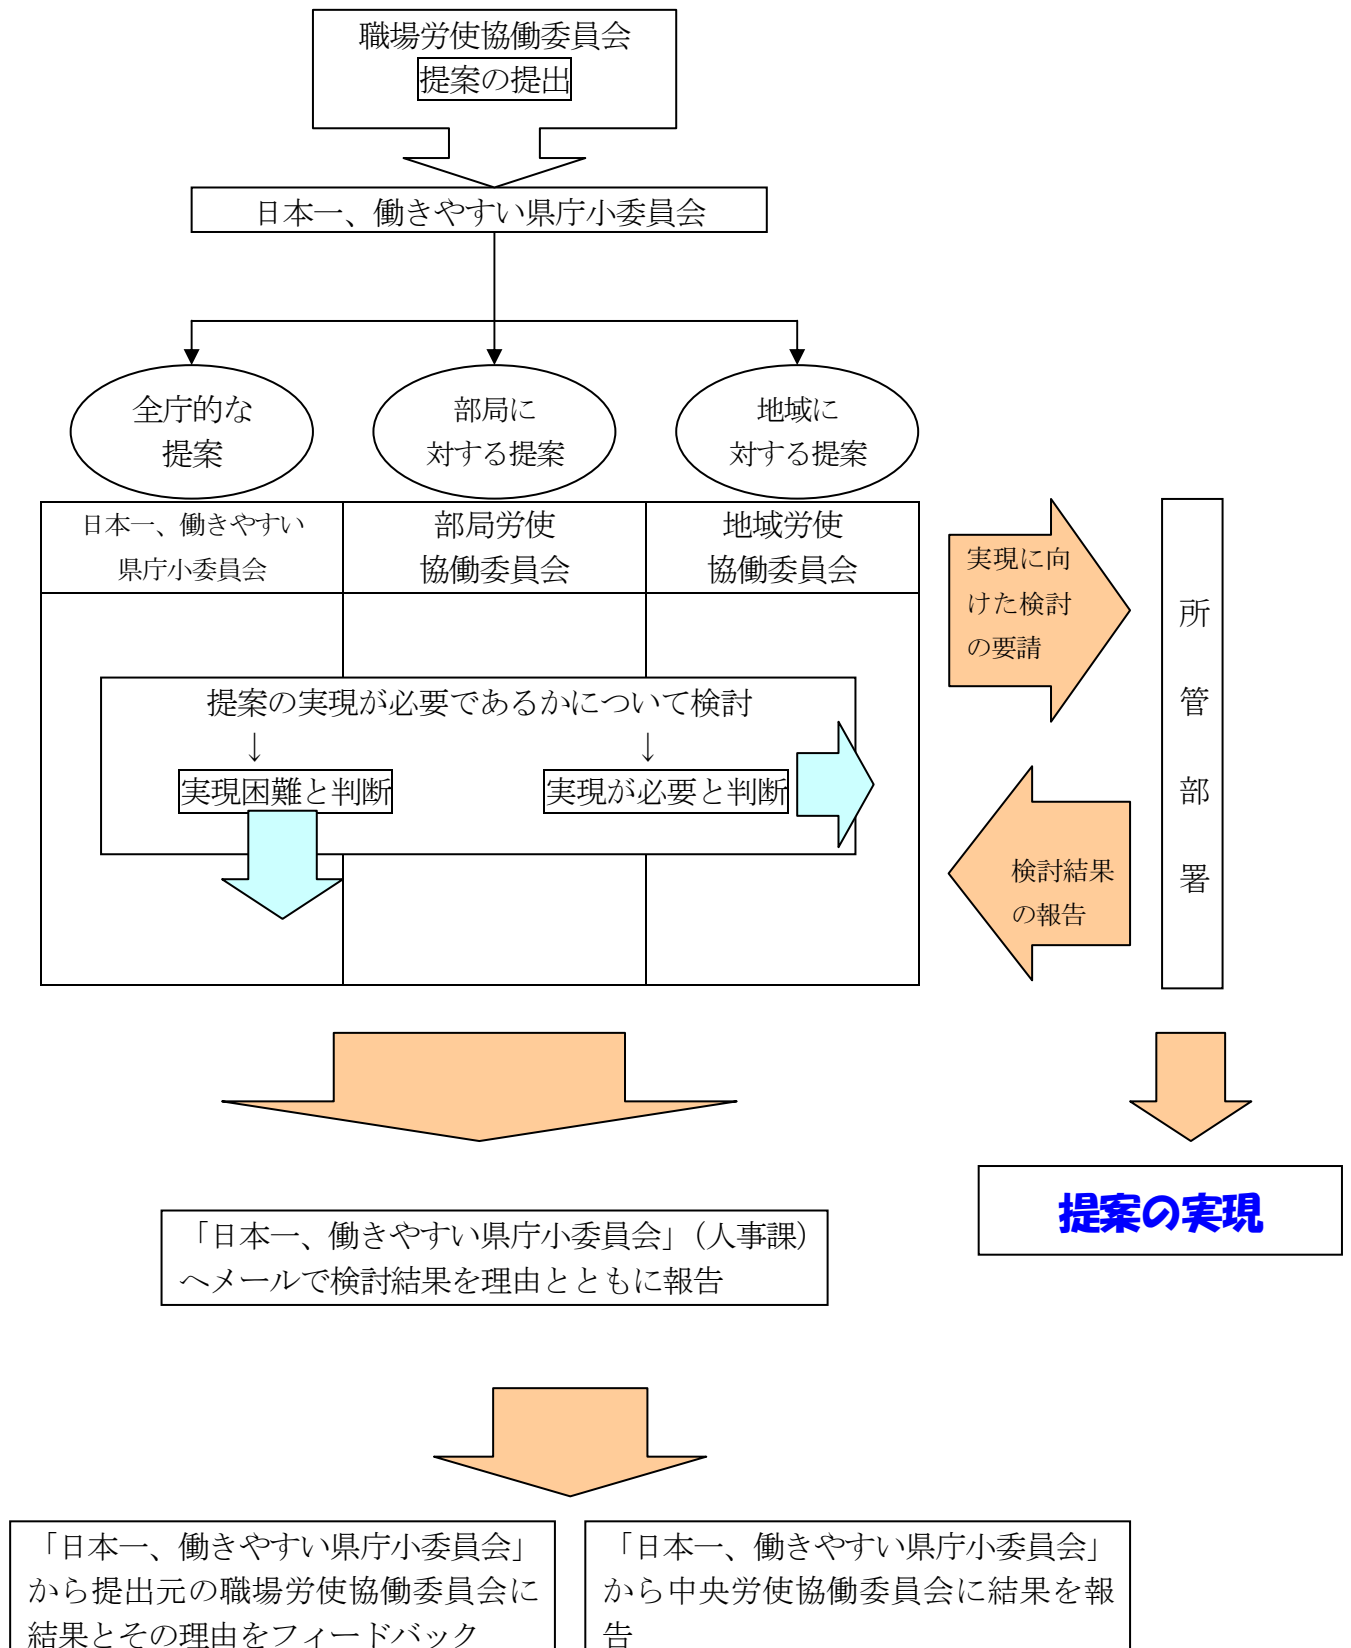 職場労使協働委員会
提案の提出
日本一、働きやすい県庁小委員会
全庁的な
提案
部局に
対する提案
地域に
対する提案
日本一、働きやすい
県庁小委員会
部局労使
協働委員会
地域労使
協働委員会
実現に向
けた検討
の要請
所
管
部
署
提案の実現が必要であるかについて検討
↓ ↓
実現困難と判断
実現が必要と判断
検討結果
の報告
提案の実現
「日本一、働きやすい県庁小委員会」(人事課)
へメールで検討結果を理由とともに報告
「日本一、働きやすい県庁小委員会」
から提出元の職場労使協働委員会に
結果とその理由をフィードバック
「日本一、働きやすい県庁小委員会」
から中央労使協働委員会に結果を報
告